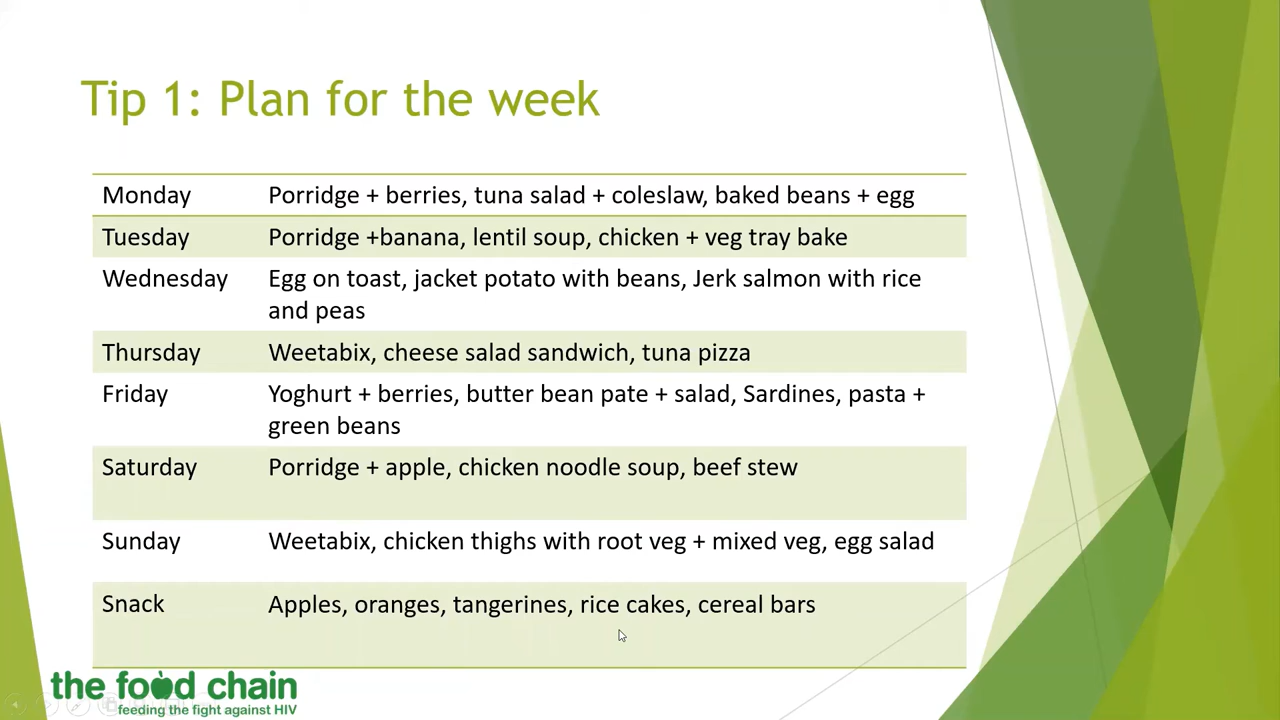 Tip 1: Plan for the week
Monday Porridge + berries, tuna salad + coleslaw, baked beans + egg
Tuesday Porridge +banana, lentil soup, chicken + veg tray bake
Wednesday Egg on toast, jacket potato with beans, Jerk salmon with rice
and peas
Thursday Weetabix, cheese salad sandwich, tuna pizza
Friday Yoghurt + berries, butter bean pate + salad, Sardines, pasta +
green beans
Saturday Porridge + apple, chicken noodle soup, beef stew
Sunday Weetabix, chicken thighs with root veg + mixed veg, egg salad
Snack Apples, oranges, tangerines, rice cakes, cereal bars
the food chain
feeding the fight against HIV